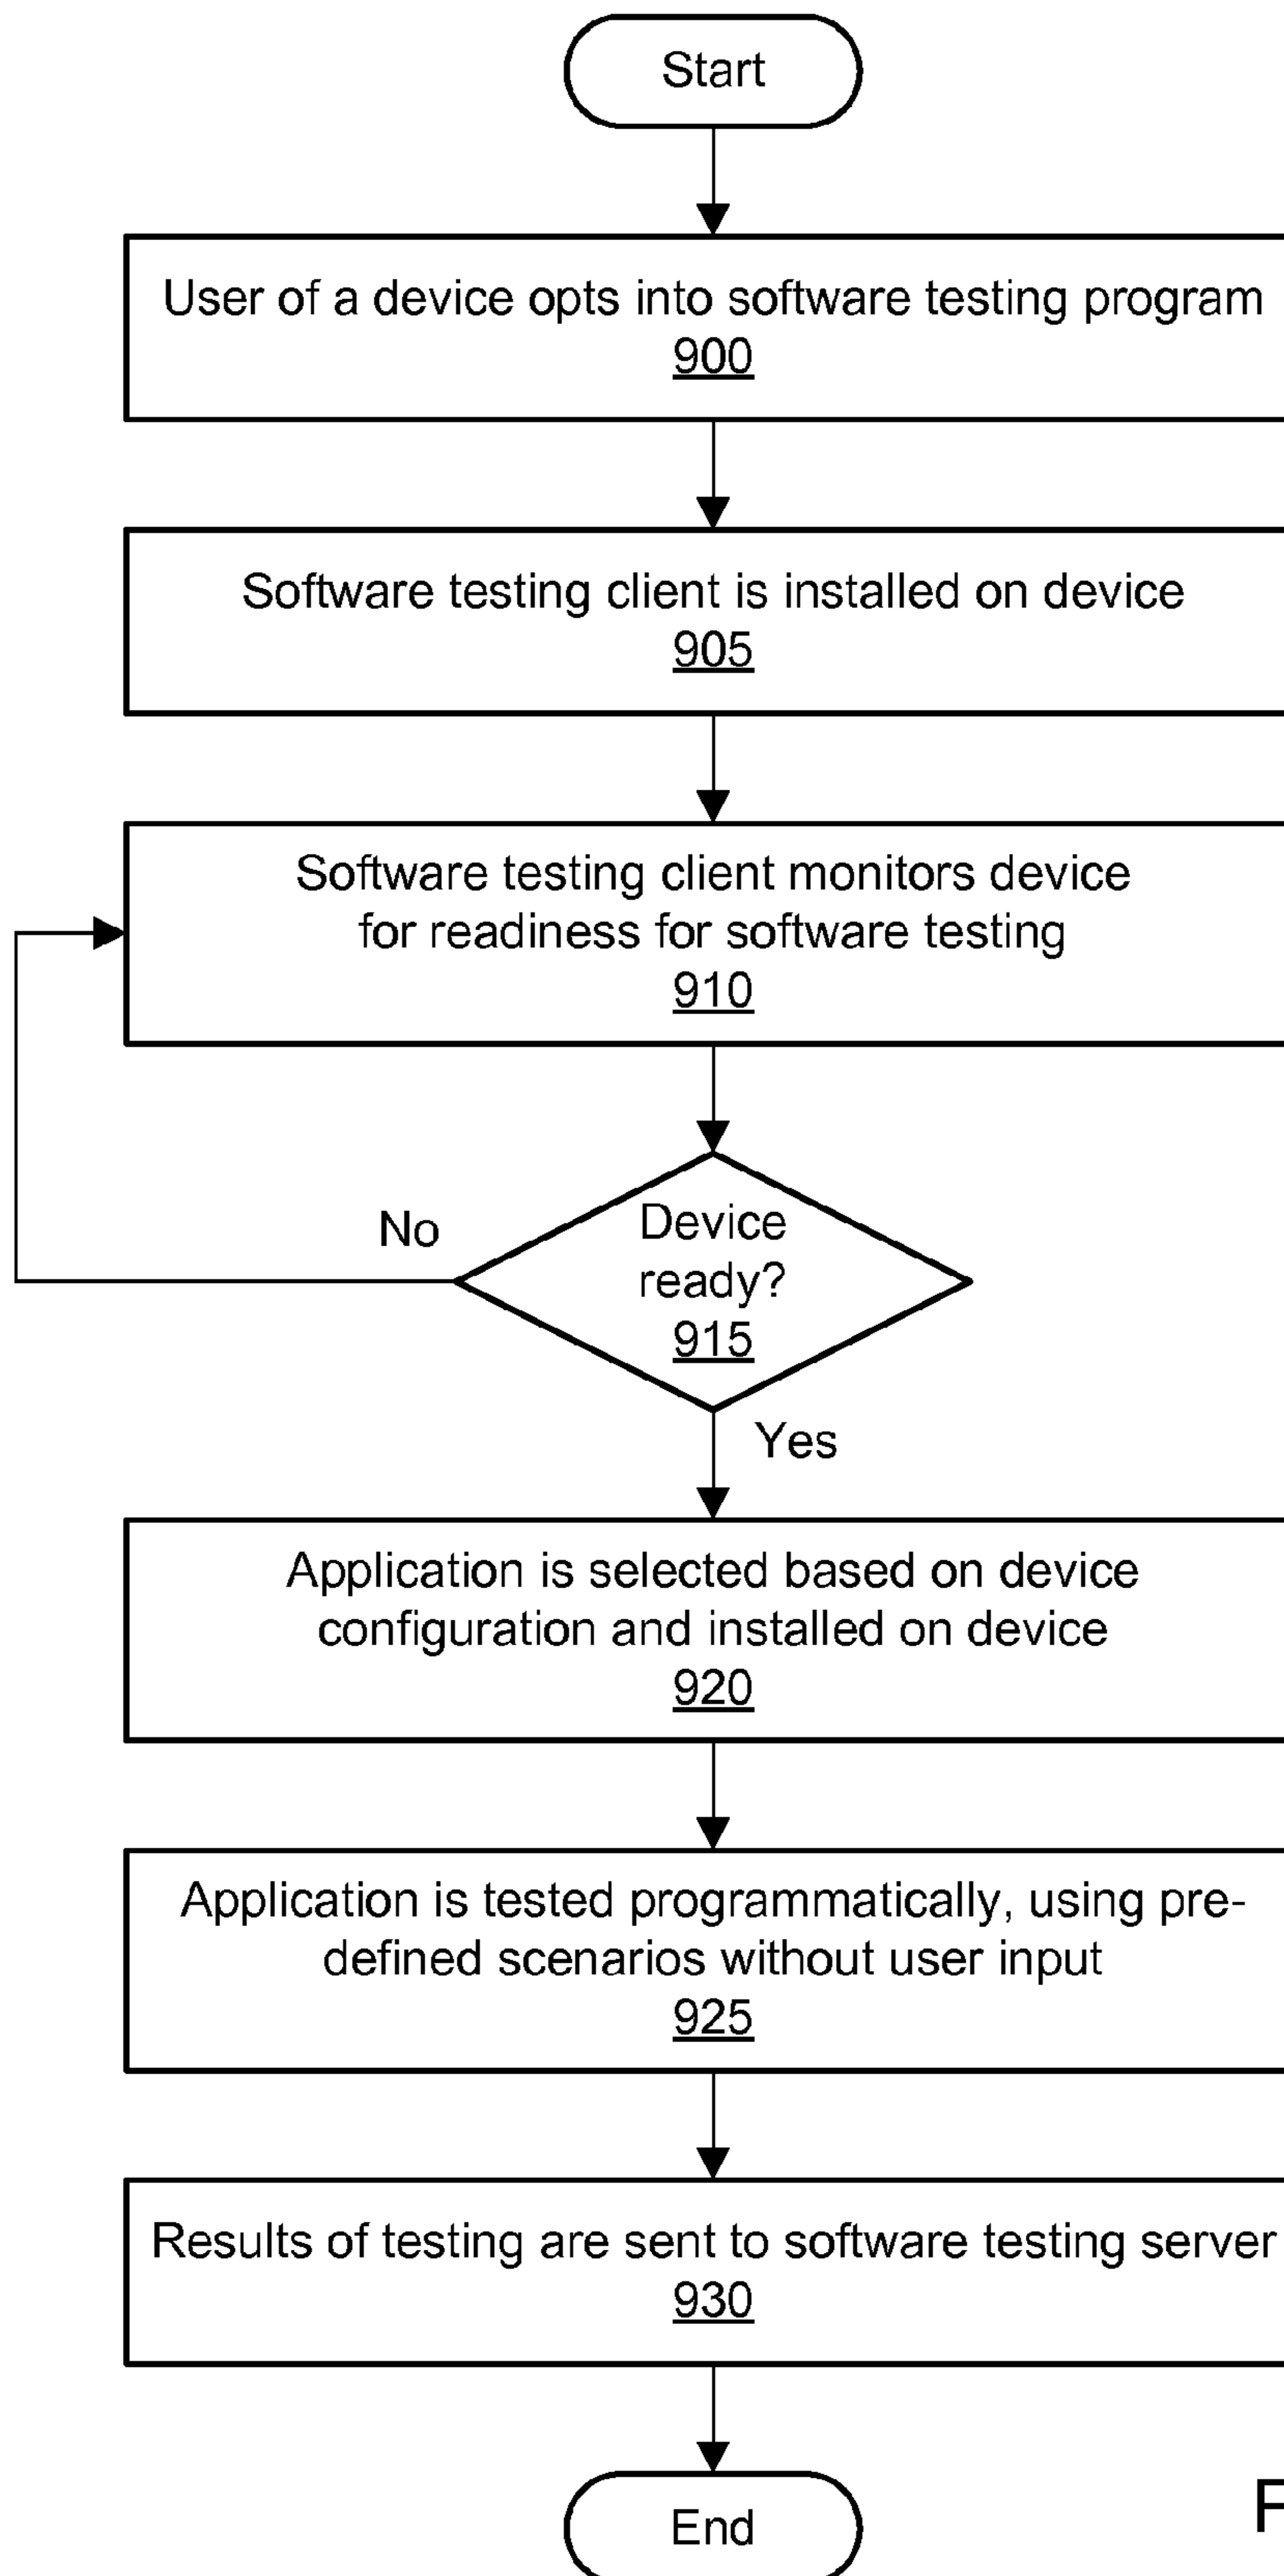 Start
User of a device opts into software testing program
900
Software testing client is installed on device
905
Software testing client monitors device
for readiness for software testing
910
No
Device
ready?
915
Yes
Application is selected based on device
configuration and installed on device
920
Application is tested programmatically, using pre-
defined scenarios without user input
925
Results of testing are sent to software testing server
930
End